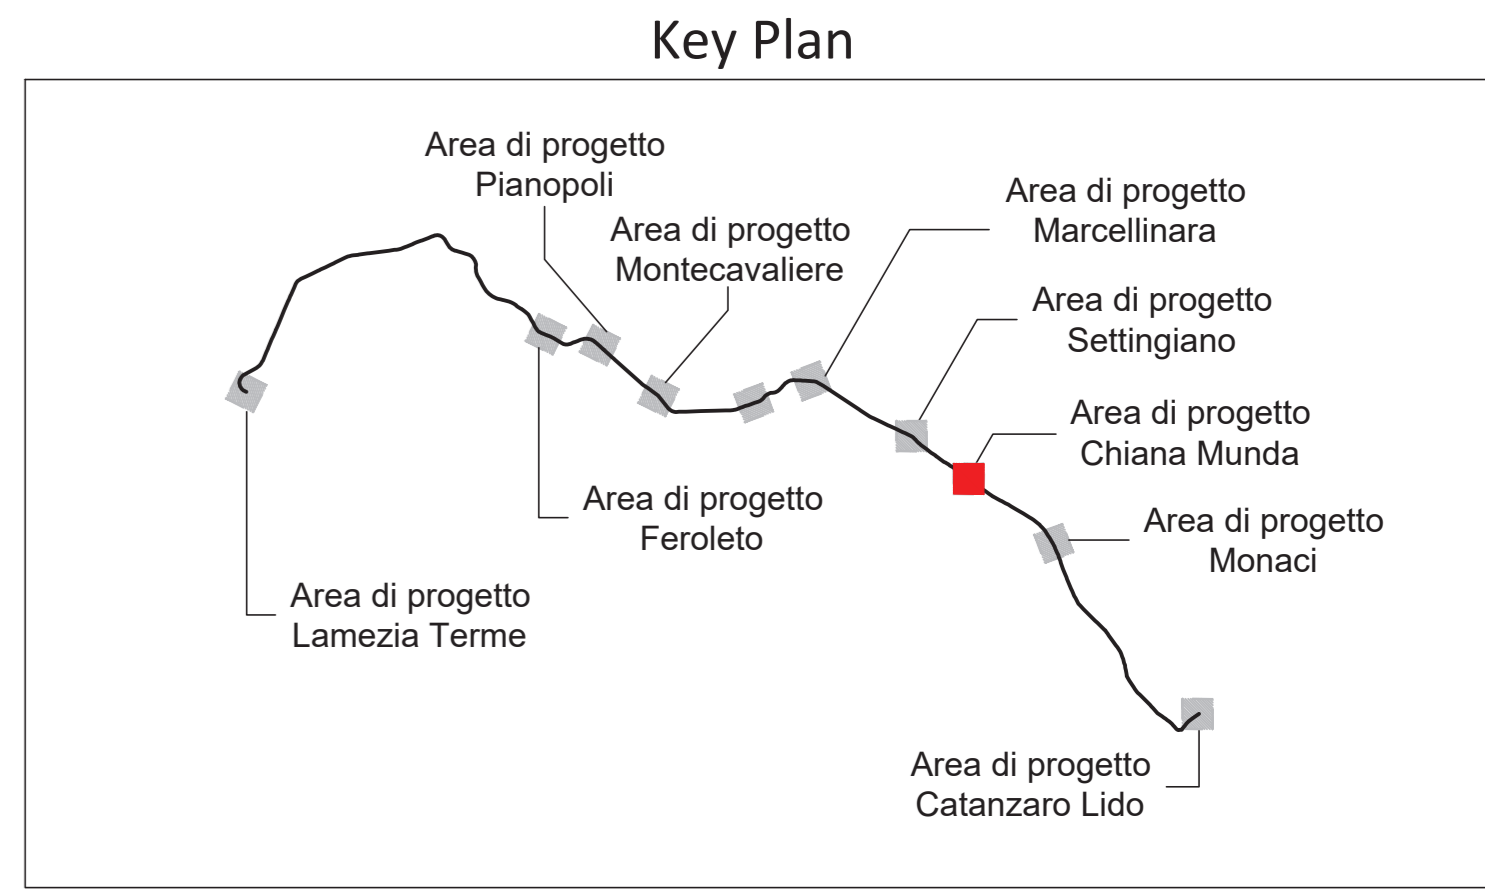 Key Plan
Area di progetto
Pianopoli
Area di progetto
Montecavaliere
Area di progetto
Marcellinara
Area di progetto
Settingiano
Area di progetto
Chiana Munda
Area di progetto
Feroleto
Area di progetto
Monaci
Area di progetto
Lamezia Terme
Area di progetto
Catanzaro Lido